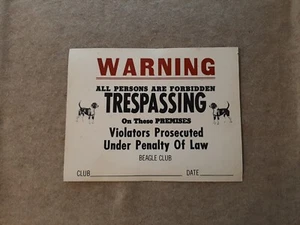 WARNING
ALL PERSONS ARE FORBIDDEN
TRESPASSING
On These PREMISES
Violators Prosecuted
Under Penalty Of Law
BEAGLE CLUB
CLUB DATE